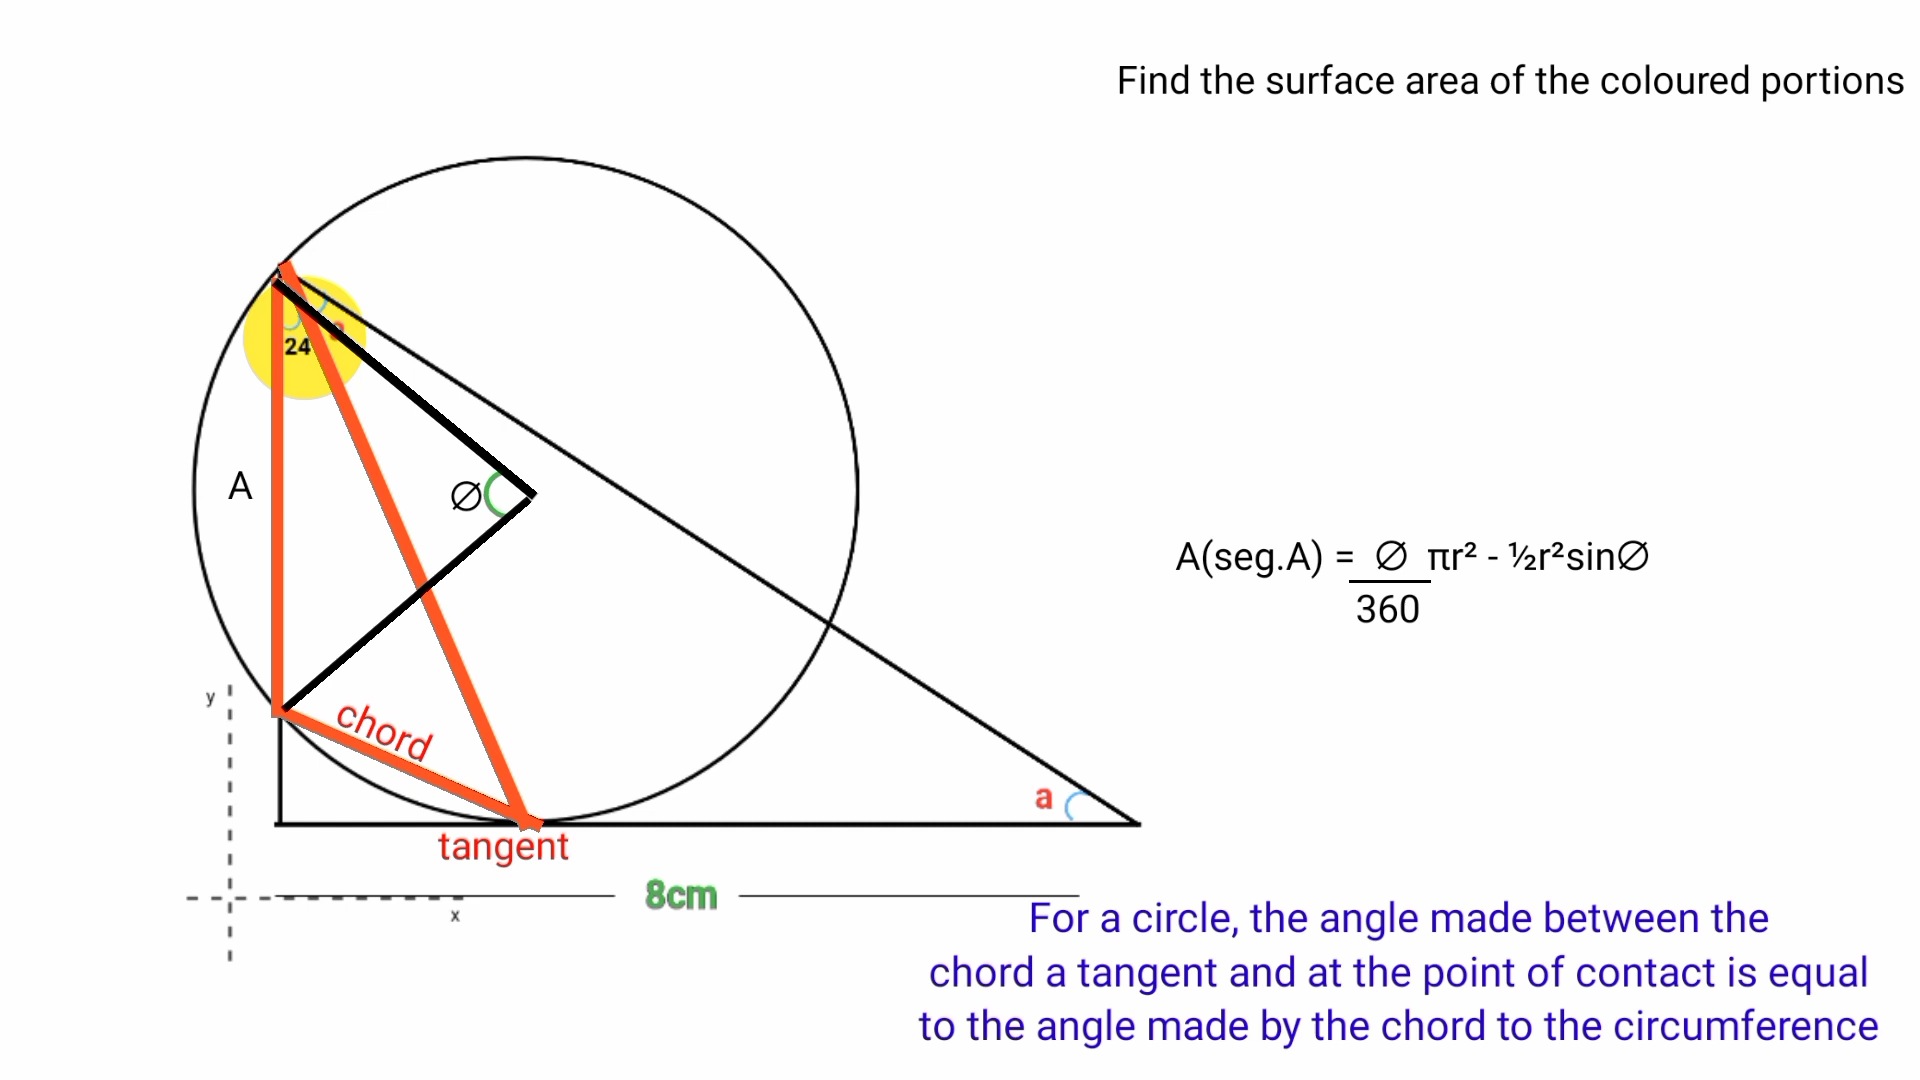 Find the surface area of the coloured portions
a
24
A
∅
A(seg.A) = ∅ πr² - ½r²sin∅
360
y
chord
a
tangent
8cm
x
For a circle, the angle made between the
chord a tangent and at the point of contact is equal
to the angle made by the chord to the circumference